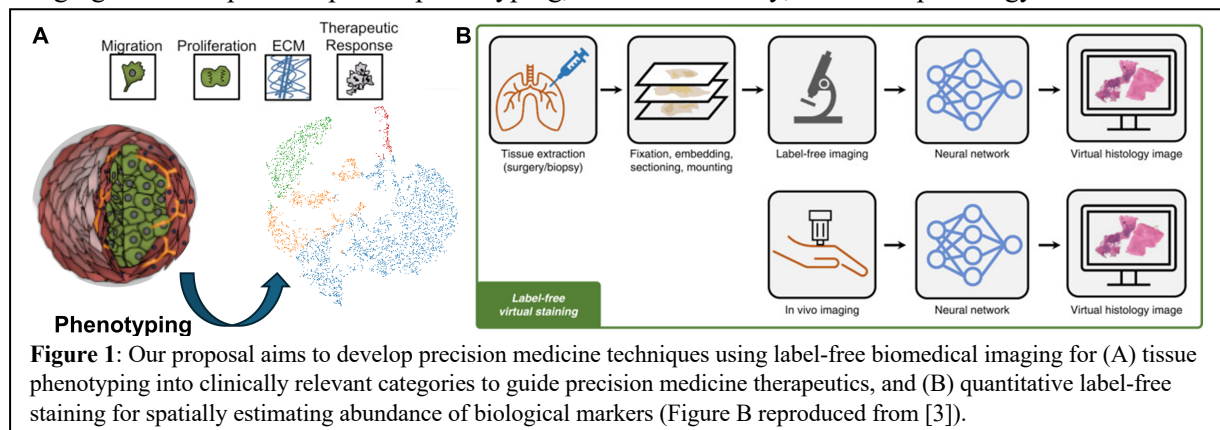 A
Migration
Proliferation
ECM
Therapeutic
Response
Phenotyping
B
Tissue extraction
(surgery/biopsy)
Fixation, embedding,
sectioning, mounting
Label-free imaging
Neural network
Virtual histology image
In vivo imaging
Neural network
Virtual histology image
Label-free
virtual staining
Figure 1: Our proposal aims to develop precision medicine techniques using label-free biomedical imaging for (A) tissue
phenotyping into clinically relevant categories to guide precision medicine therapeutics, and (B) quantitative label-free
staining for spatially estimating abundance of biological markers (Figure B reproduced from [3]).